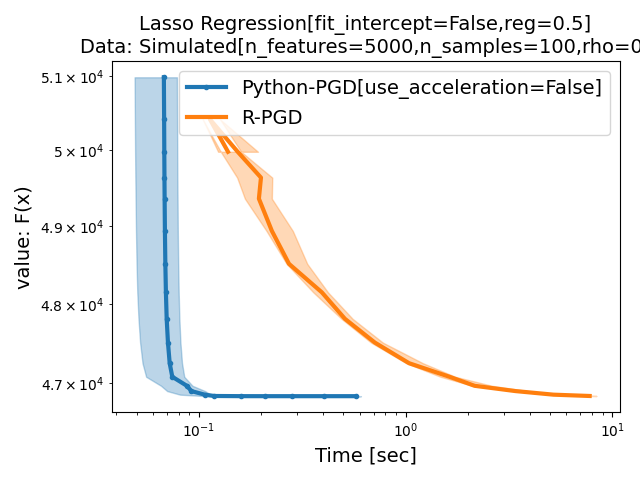 Lasso Regression[fit_intercept=False,reg=0.5]
Data: Simulated[n_features=5000,n_samples=100,rho=0
Python-PGD[use_acceleration=False]
R-PGD
value: F(x)
5.1 × 10⁴
5 × 10⁴
4.9 × 10⁴
4.8 × 10⁴
4.7 × 10⁴
10⁻¹
10⁰
10¹
Time [sec]